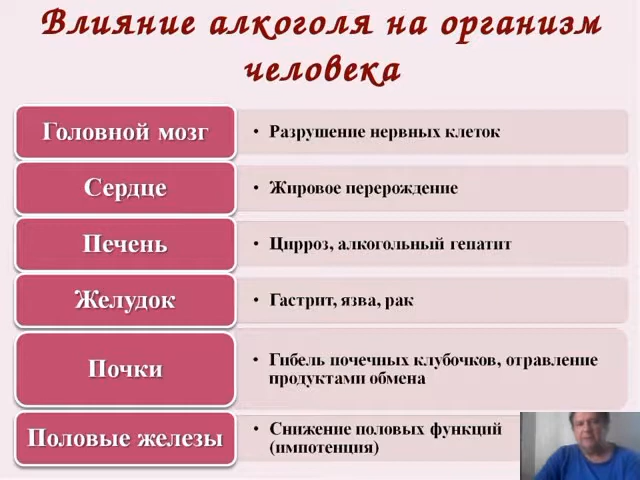 Влияние алкоголя на организм
человека
Головной мозг
• Разрушение нервных клеток
Сердце
• Жировое перерождение
Печень
• Цирроз, алкогольный гепатит
Желудок
• Гастрит, язва, рак
Почки
• Гибель почечных клубочков, отравление
продуктами обмена
Половые железы
• Снижение половых функций
(импотенция)